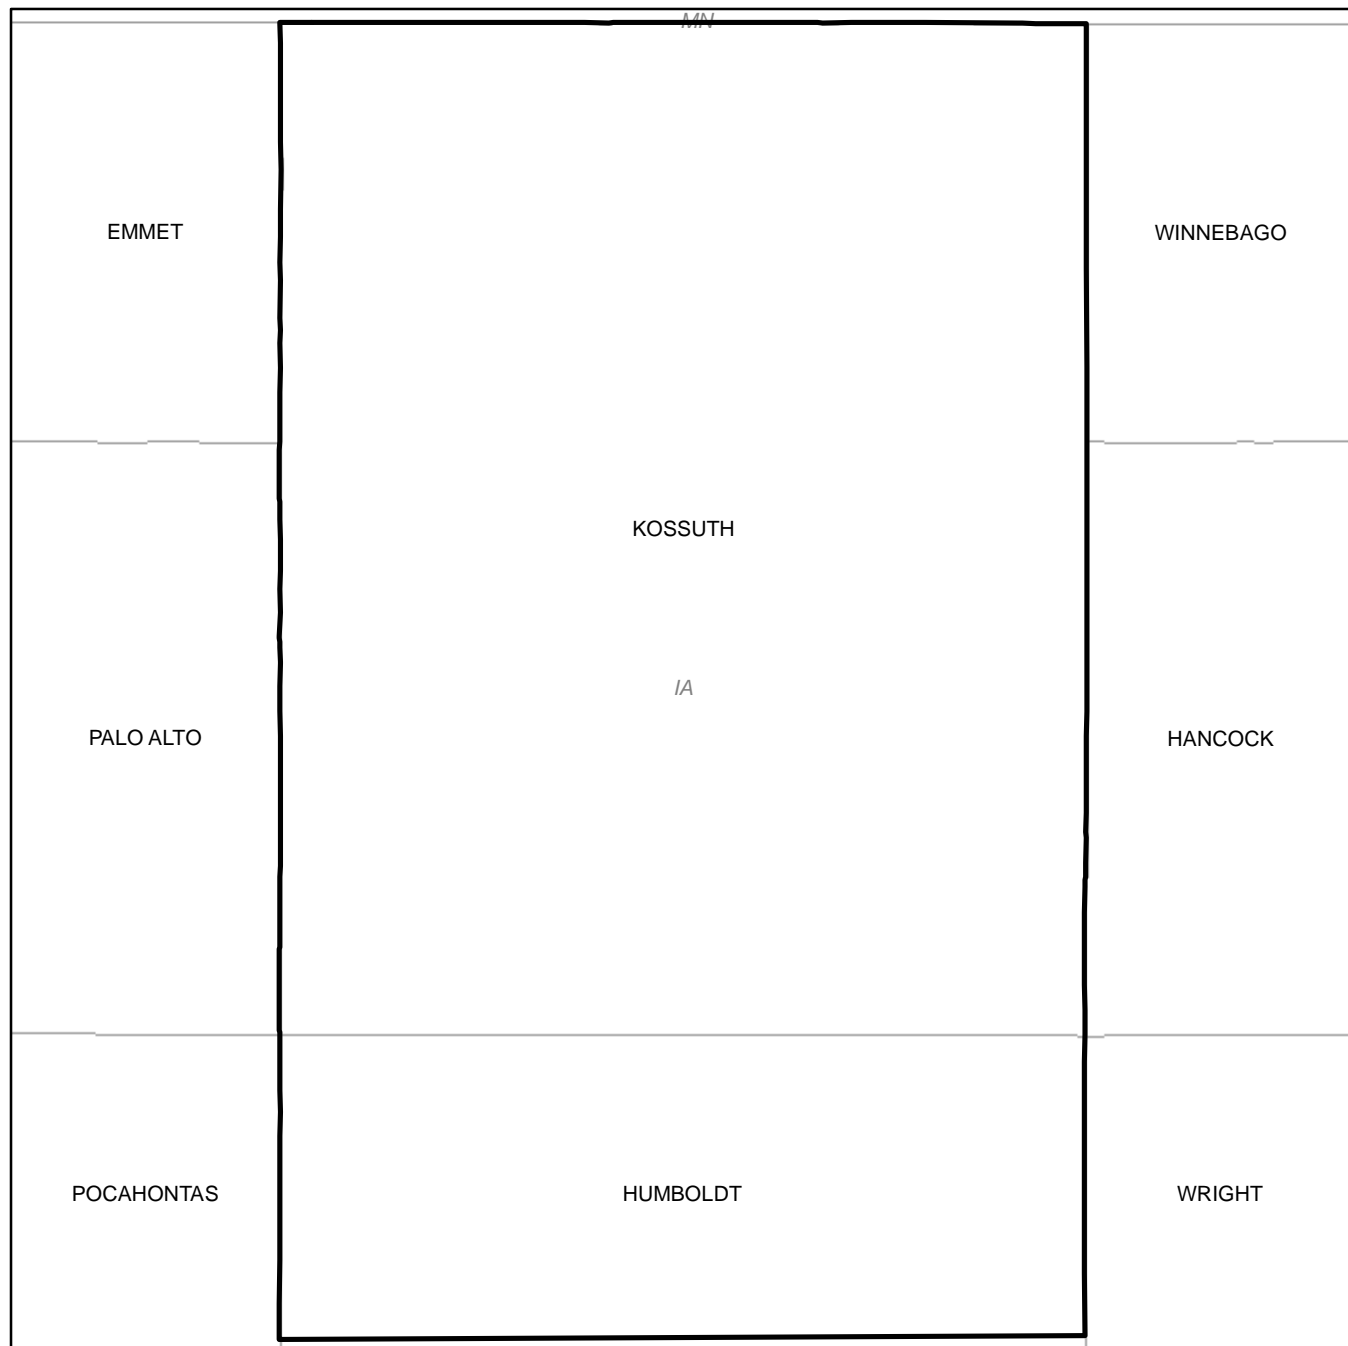 MN
EMMET
WINNEBAGO
KOSSUTH
IA
PALO ALTO
HANCOCK
POCAHONTAS
HUMBOLDT
WRIGHT